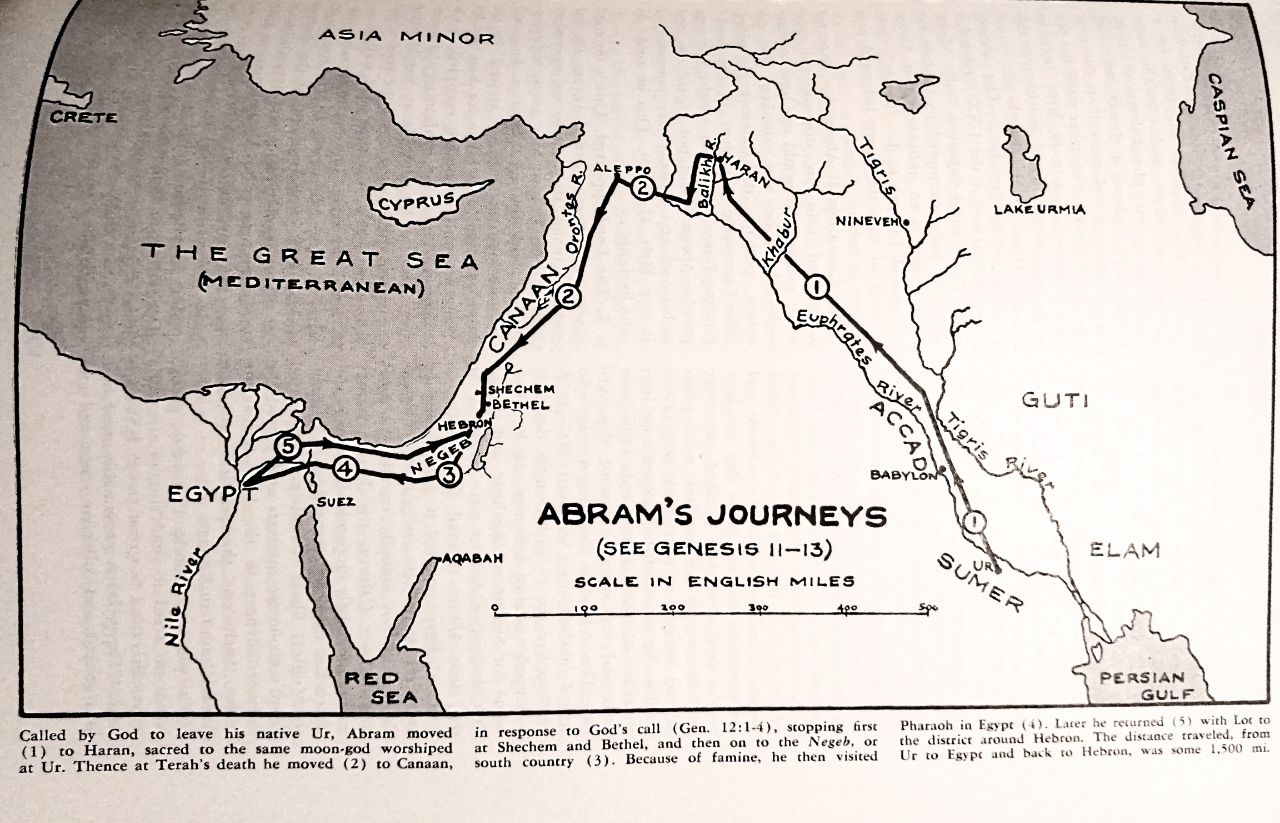 ASIA MINOR
CRETE
CASPIAN SEA
Tigris
ALEPPO
2
Balikh R.
HARAN
CYPRUS
Orontes R.
LAKE URMIA
NINEVEH
Khabur
THE GREAT SEA
(MEDITERRANEAN)
CANAAN
2
1
Euphrates
River
SHECHEM
BETHEL
GUTI
ACCAD
Tigris
River
HEBRON
NEGEB
5
4
3
EGYPT
SUEZ
BABYLON
ABRAM'S JOURNEYS
(SEE GENESIS 11–13)
SCALE IN ENGLISH MILES
0 100 200 300 400 500
1
UR
SUMER
ELAM
AQABAH
Nile River
RED
SEA
PERSIAN
GULF
Called by God to leave his native Ur, Abram moved
(1) to Haran, sacred to the same moon-god worshiped
at Ur. Thence at Terah's death he moved (2) to Canaan,
in response to God's call (Gen. 12:1-4), stopping first
at Shechem and Bethel, and then on to the Negeb, or
south country (3). Because of famine, he then visited
Pharaoh in Egypt (4). Later he returned (5) with Lot to
the district around Hebron. The distance traveled, from
Ur to Egypt and back to Hebron, was some 1,500 mi.